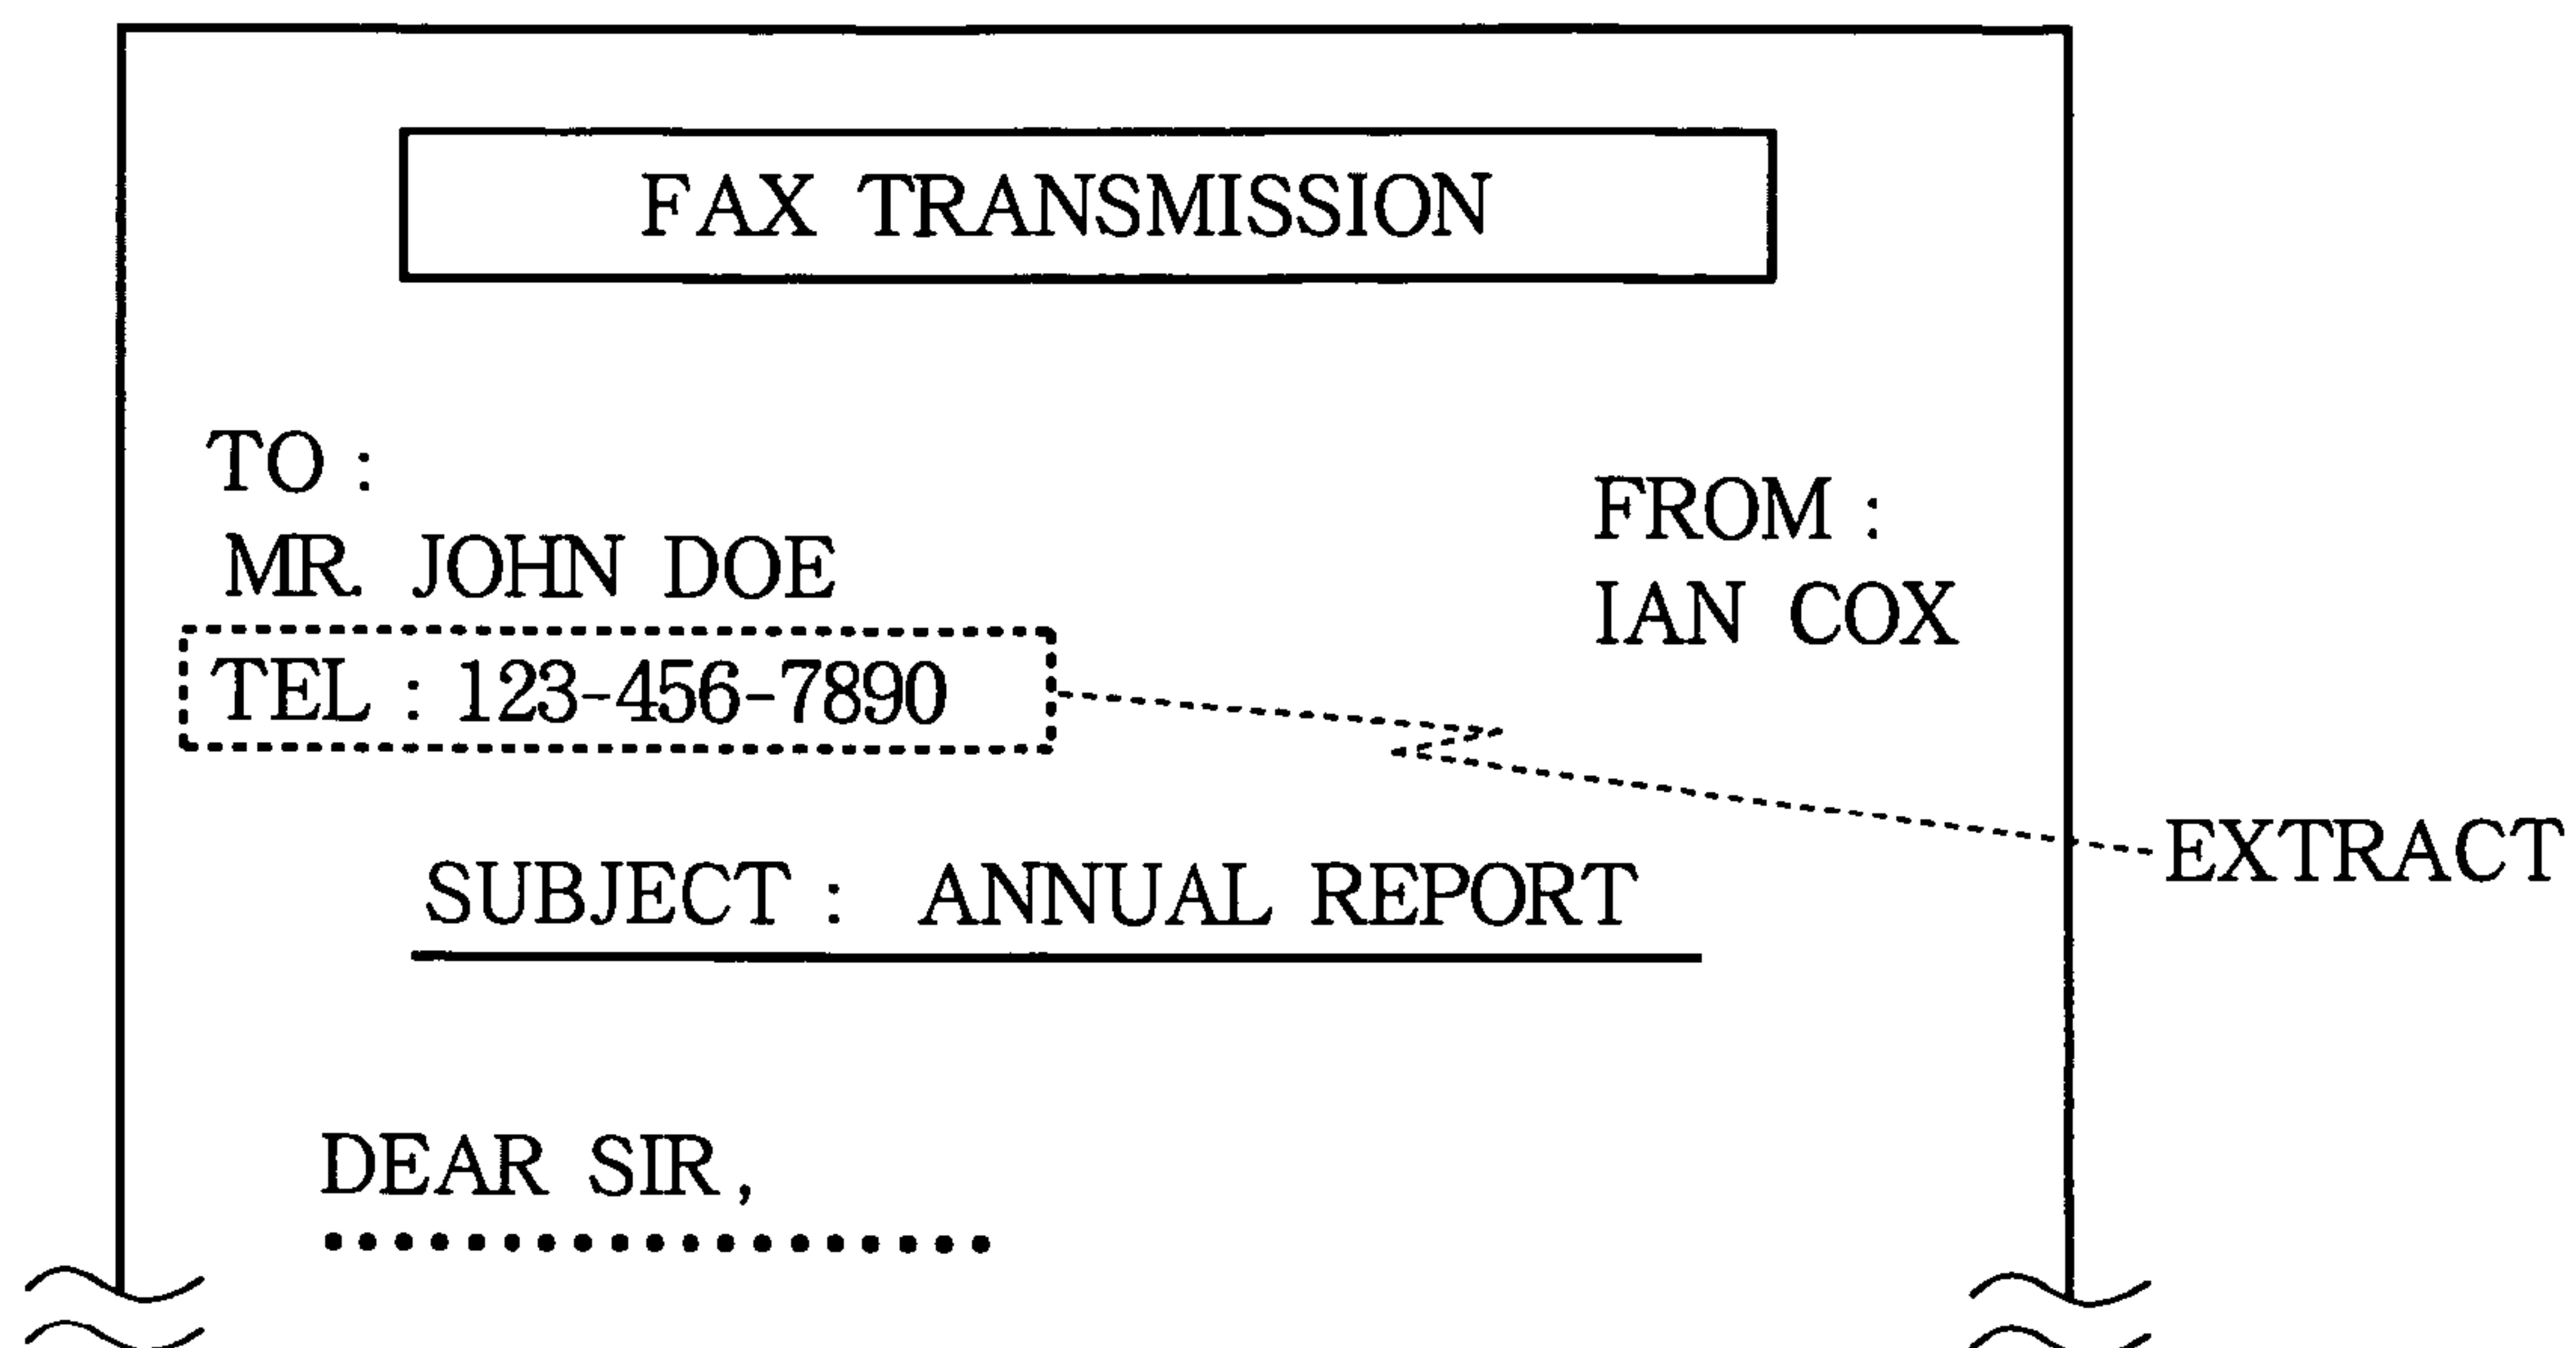 FAX TRANSMISSION
TO :
MR. JOHN DOE
TEL : 123-456-7890
FROM :
IAN COX
EXTRACT
SUBJECT : ANNUAL REPORT
DEAR SIR,